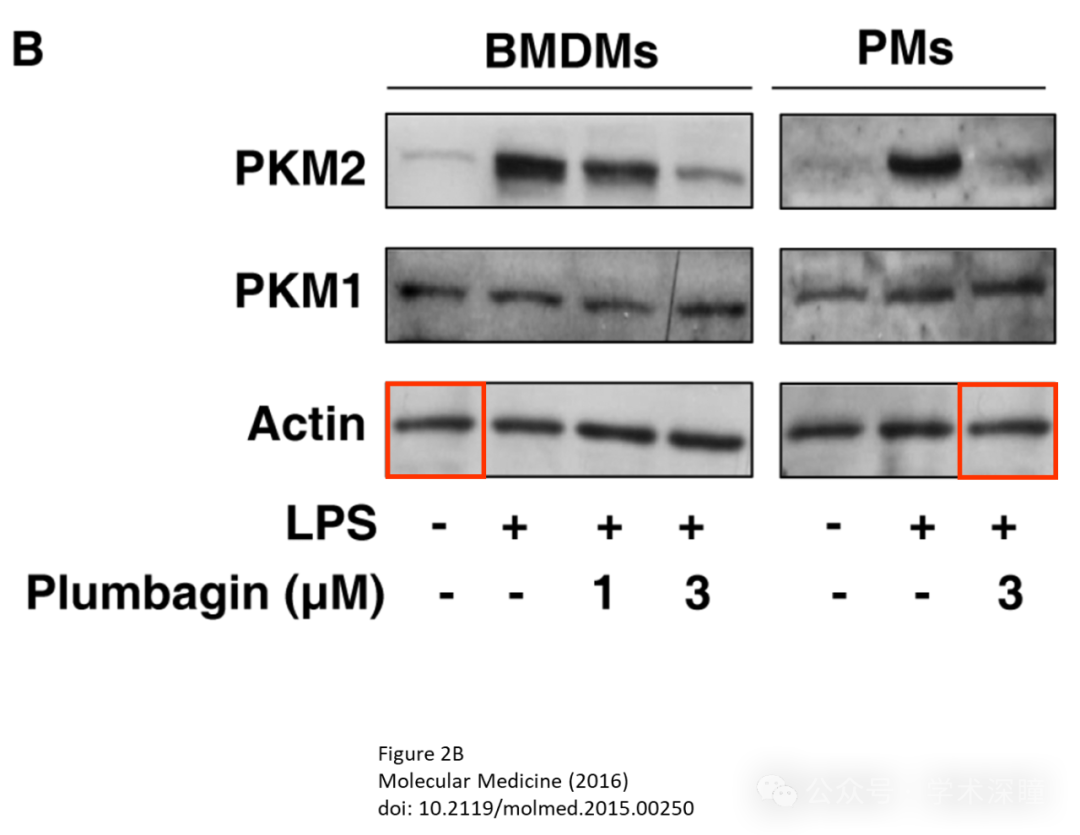 B
BMDMs PMs
PKM2
PKM1
Actin
LPS - + + + - + +
Plumbagin (µM) - - 1 3 - - 3
Figure 2B
Molecular Medicine (2016)
doi: 10.2119/molmed.2015.00250
公众号 学术深瞳